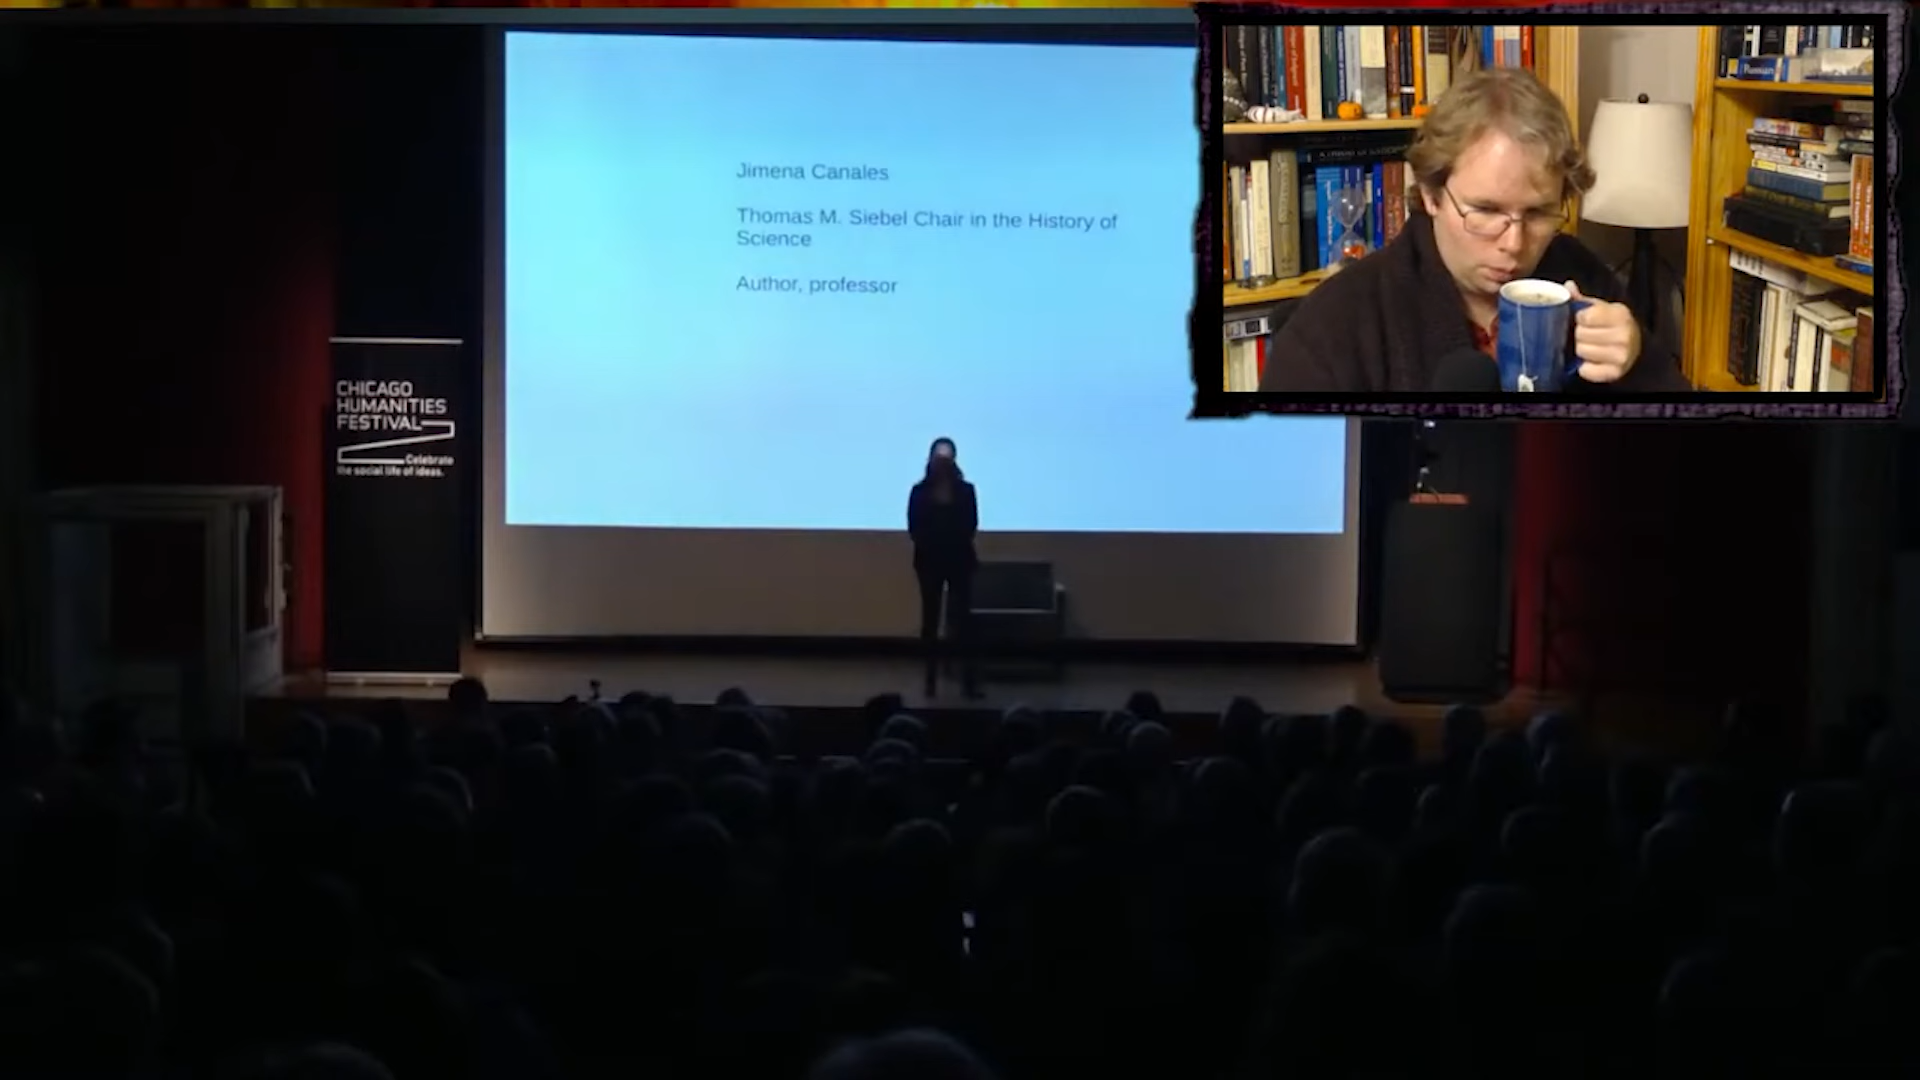 Jimena Canales
Thomas M. Siebel Chair in the History of
Science
Author, professor
CHICAGO
HUMANITIES
FESTIVAL
Celebrate
the social life of ideas.
Russian